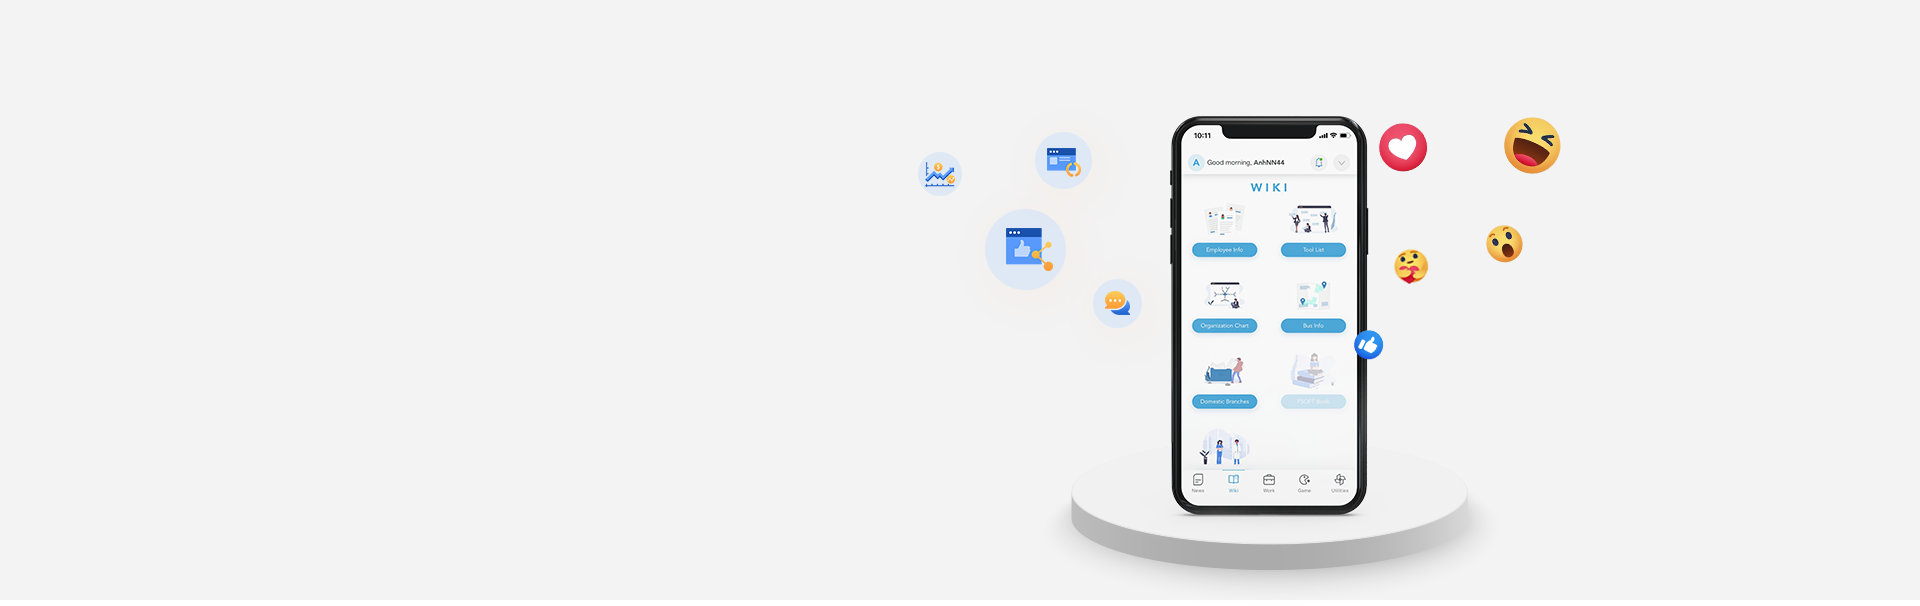 10:11
A
Good morning, AnhNN44
WIKI
Employee Info
Tool List
Organization Chart
Bus Info
Domestic Branches
News
Wiki
Work
Game
Utilities